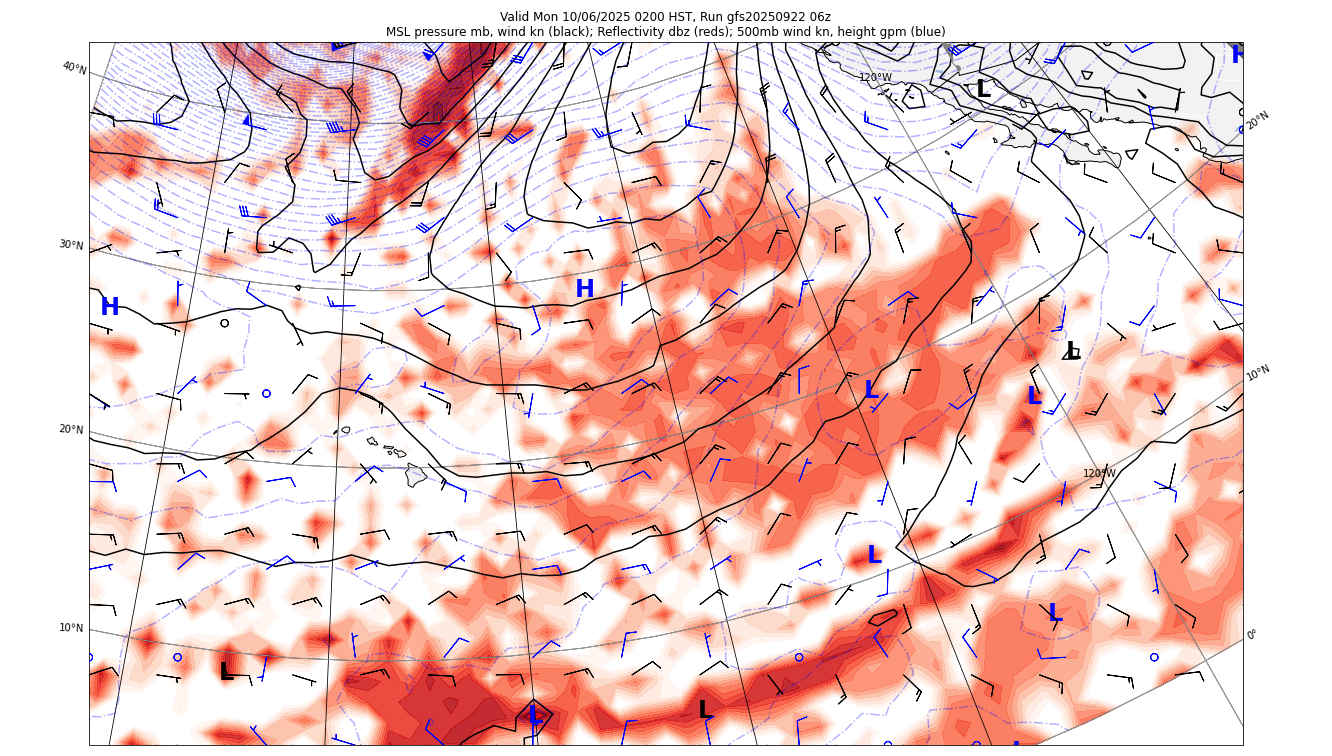 Valid Mon 10/06/2025 0200 HST, Run gfs20250922 06z
MSL pressure mb, wind kn (black); Reflectivity dbz (reds); 500mb wind kn, height gpm (blue)
H
40°N
120°W
L
20°N
30°N
H
H
L
10°N
L
L
20°N
120°W
L
10°N
L
0°
L
L
L